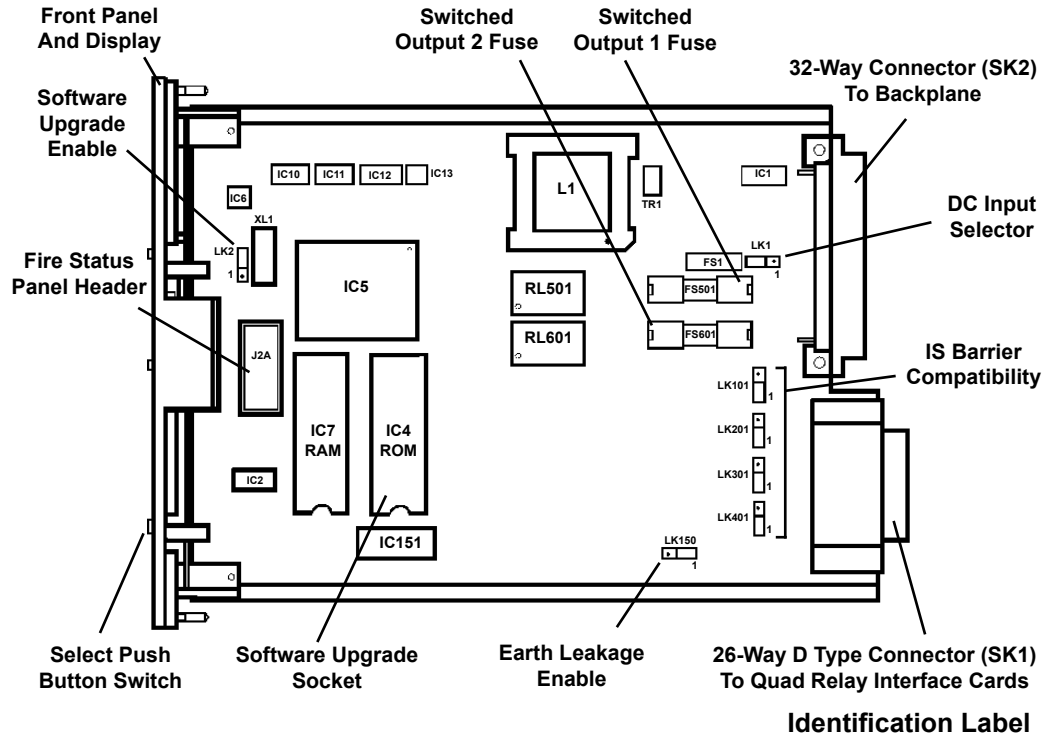 Front Panel
And Display
Switched
Output 2 Fuse
Switched
Output 1 Fuse
32-Way Connector (SK2)
To Backplane
Software
Upgrade
Enable
DC Input
Selector
Fire Status
Panel Header
IS Barrier
Compatibility
IC10
IC11
IC12
IC13
IC6
XL1
LK2
1
L1
TR1
IC1
LK1
1
FS1
IC5
RL501
FS501
RL601
FS601
J2A
IC7
RAM
IC4
ROM
LK101
1
LK201
1
LK301
1
LK401
1
IC2
IC151
LK150
1
Select Push
Button Switch
Software Upgrade
Socket
Earth Leakage
Enable
26-Way D Type Connector (SK1)
To Quad Relay Interface Cards
Identification Label